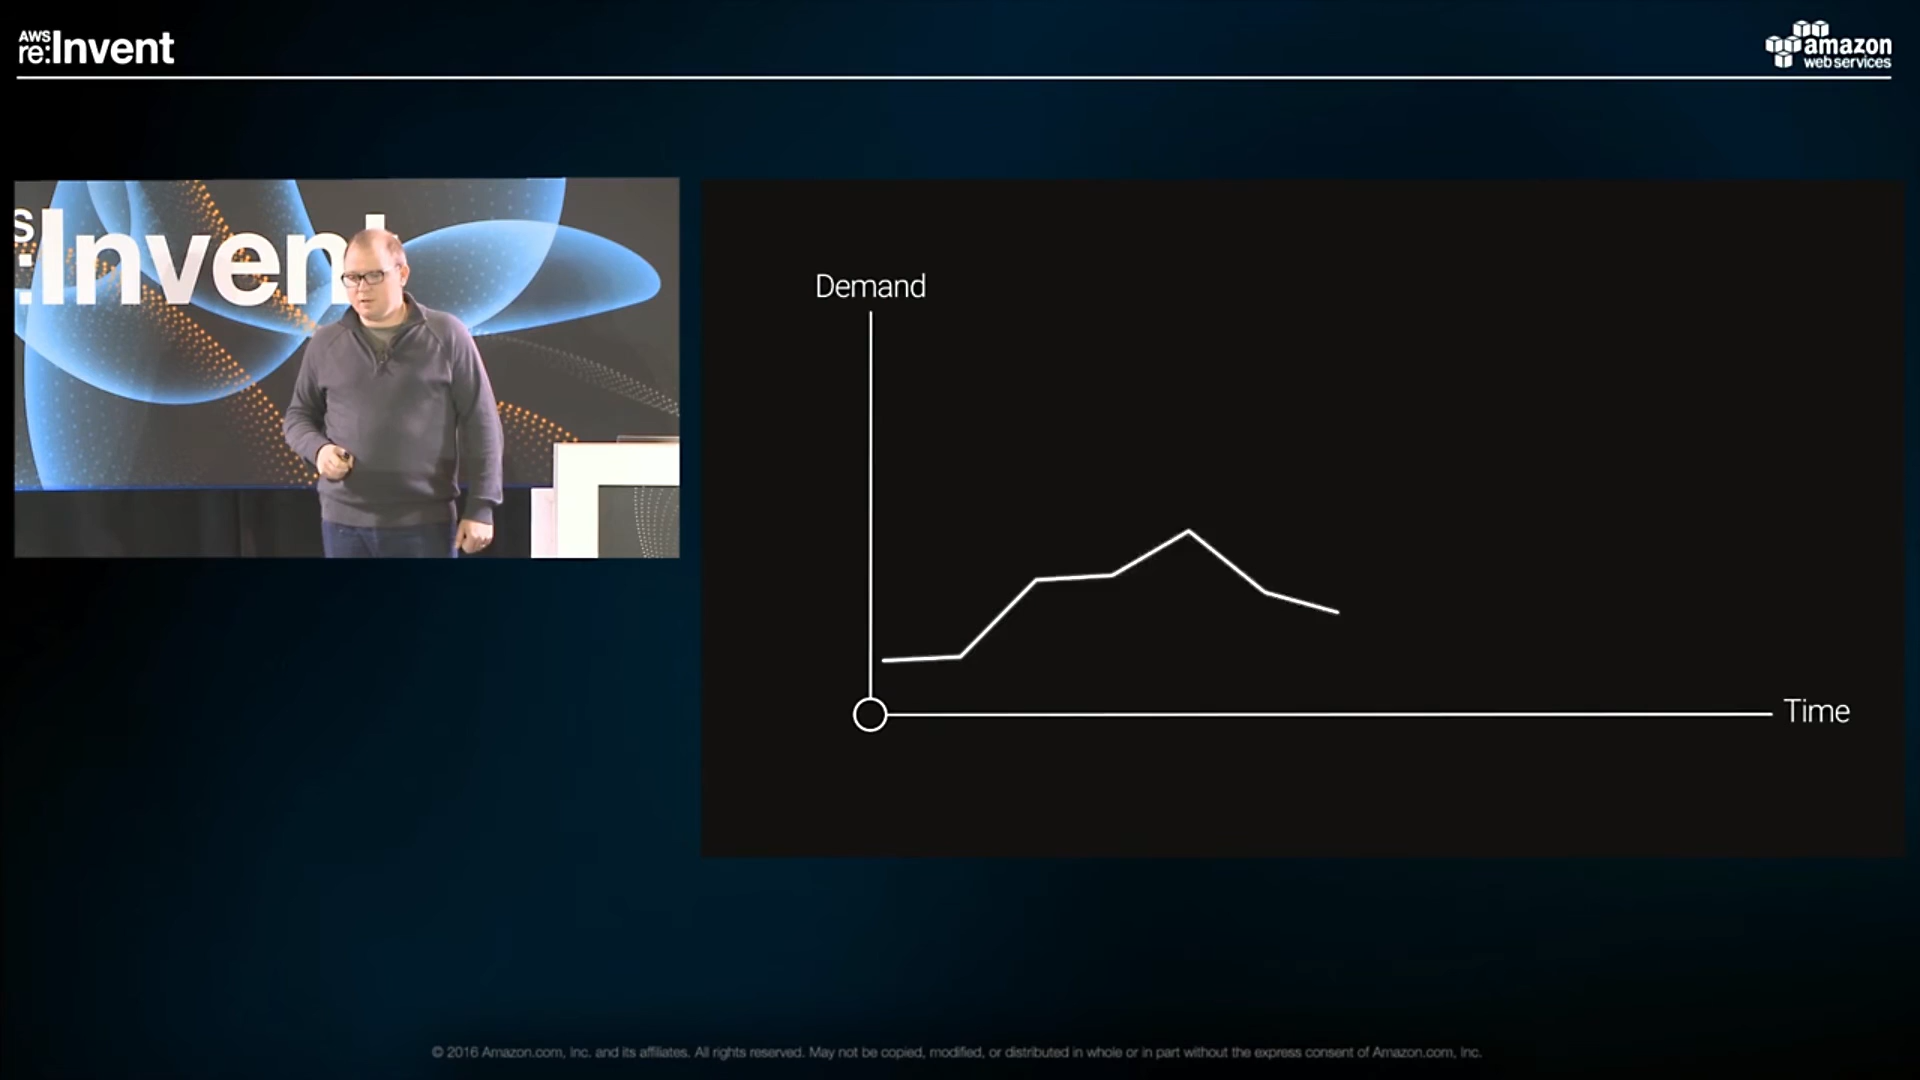 AWS
re:Invent
amazon
web services
S
:Invent
Demand
Time
© 2016 Amazon.com, Inc. and its affiliates. All rights reserved. May not be copied, modified, or distributed in whole or in part without the express consent of Amazon.com, Inc.